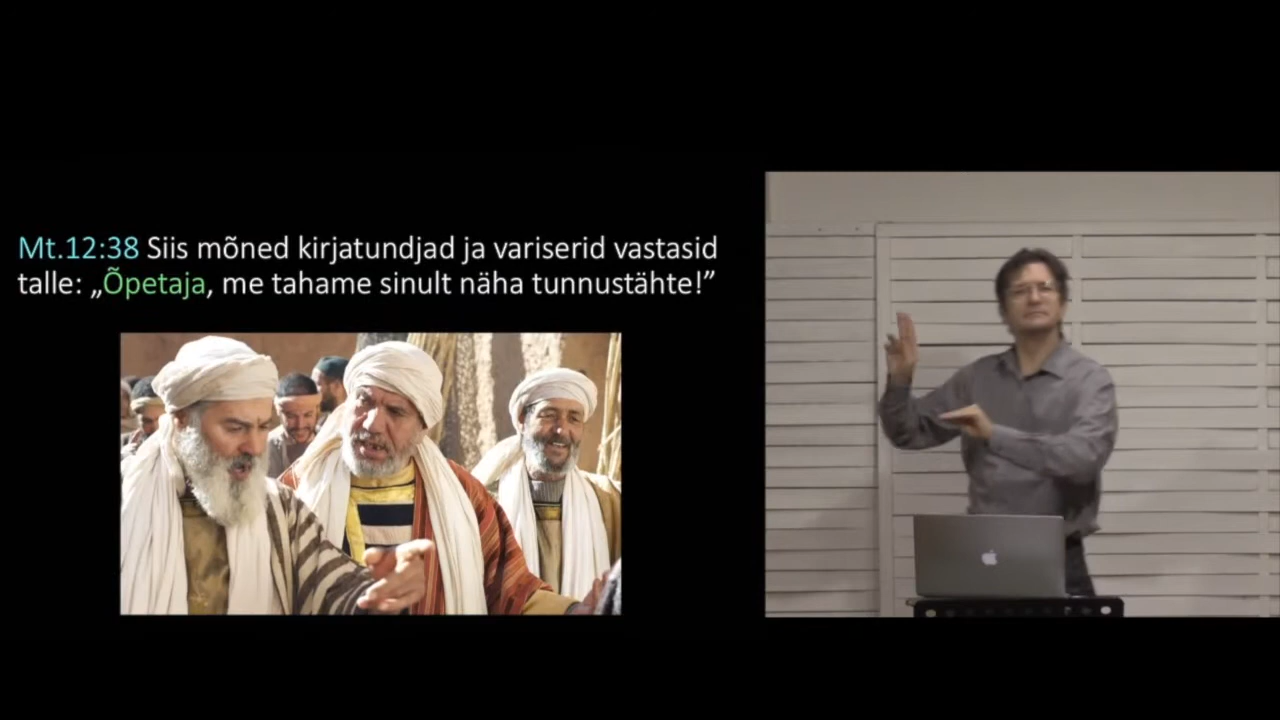 Mt.12:38 Siis mõned kirjatundjad ja variserid vastasid
talle: „Õpetaja, me tahame sinult näha tunnustähte!”